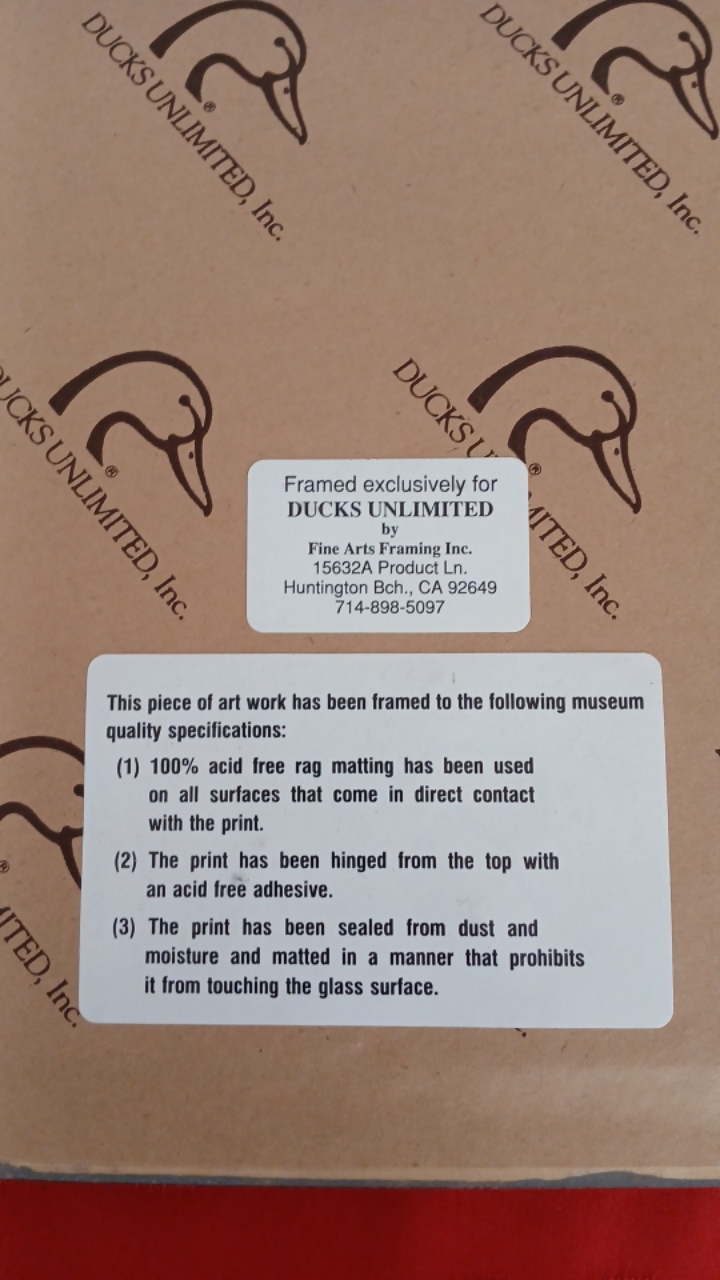 DUCKS UNLIMITED, Inc.
®
DUCKS UNLIMITED, Inc.
®
DUCKS UNLIMITED, Inc.
®
DUCKS
®
Inc.
Framed exclusively for
DUCKS UNLIMITED
by
Fine Arts Framing Inc.
15632A Product Ln.
Huntington Bch., CA 92649
714-898-5097
This piece of art work has been framed to the following museum
quality specifications:
(1) 100% acid free rag matting has been used
on all surfaces that come in direct contact
with the print.
(2) The print has been hinged from the top with
an acid free adhesive.
(3) The print has been sealed from dust and
moisture and matted in a manner that prohibits
it from touching the glass surface.
®
Inc.